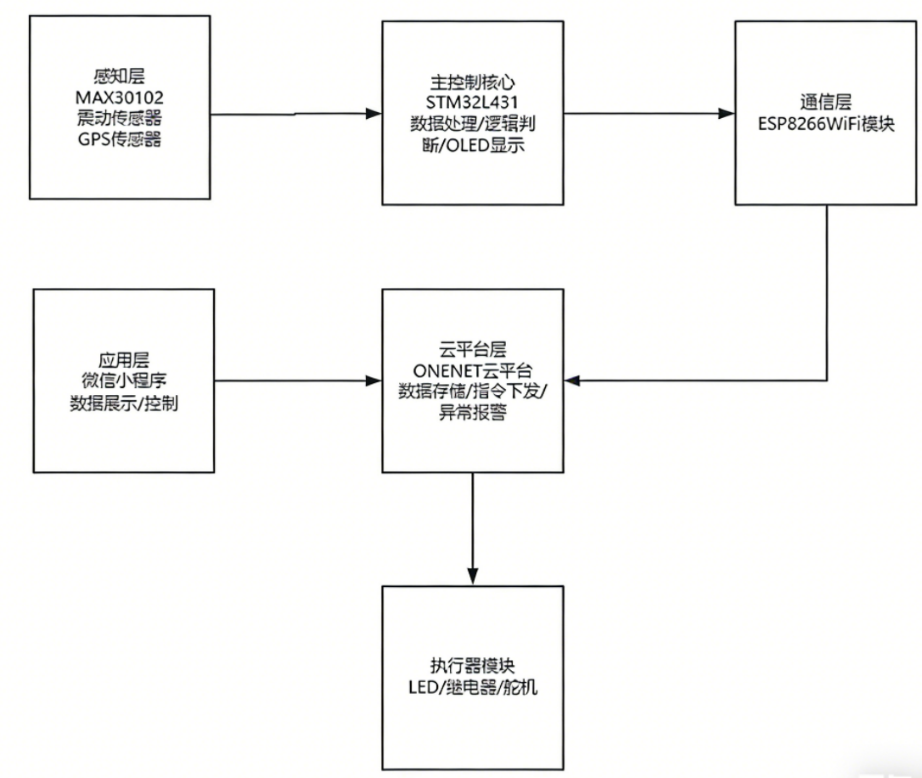 感知层
MAX30102
震动传感器
GPS传感器
主控制核心
STM32L431
数据处理/逻辑判
断/OLED显示
通信层
ESP8266WiFi模块
应用层
微信小程序
数据展示/控制
云平台层
ONENET云平台
数据存储/指令下发/
异常报警
执行器模块
LED/继电器/舵机